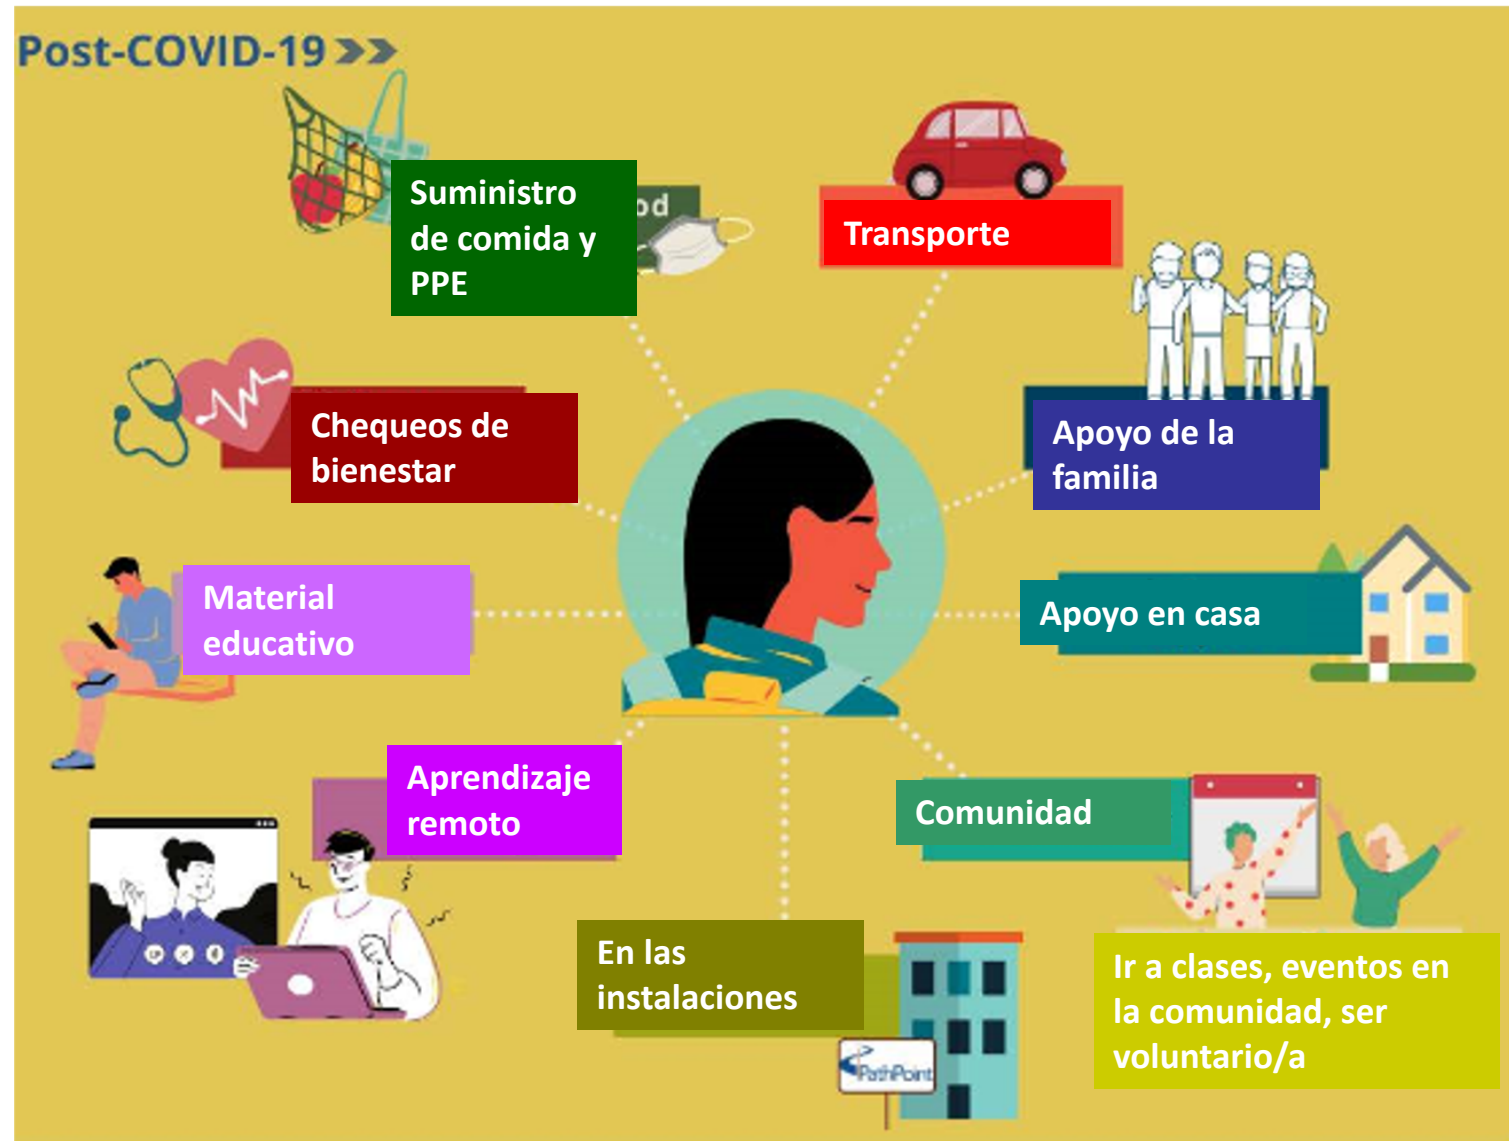 Post-COVID-19
Suministro
de comida y
PPE
od
Transporte
Chequeos de
bienestar
Apoyo de la
familia
Material
educativo
Apoyo en casa
Aprendizaje
remoto
Comunidad
En las
instalaciones
Ir a clases, eventos en
la comunidad, ser
voluntario/a
PathPoint